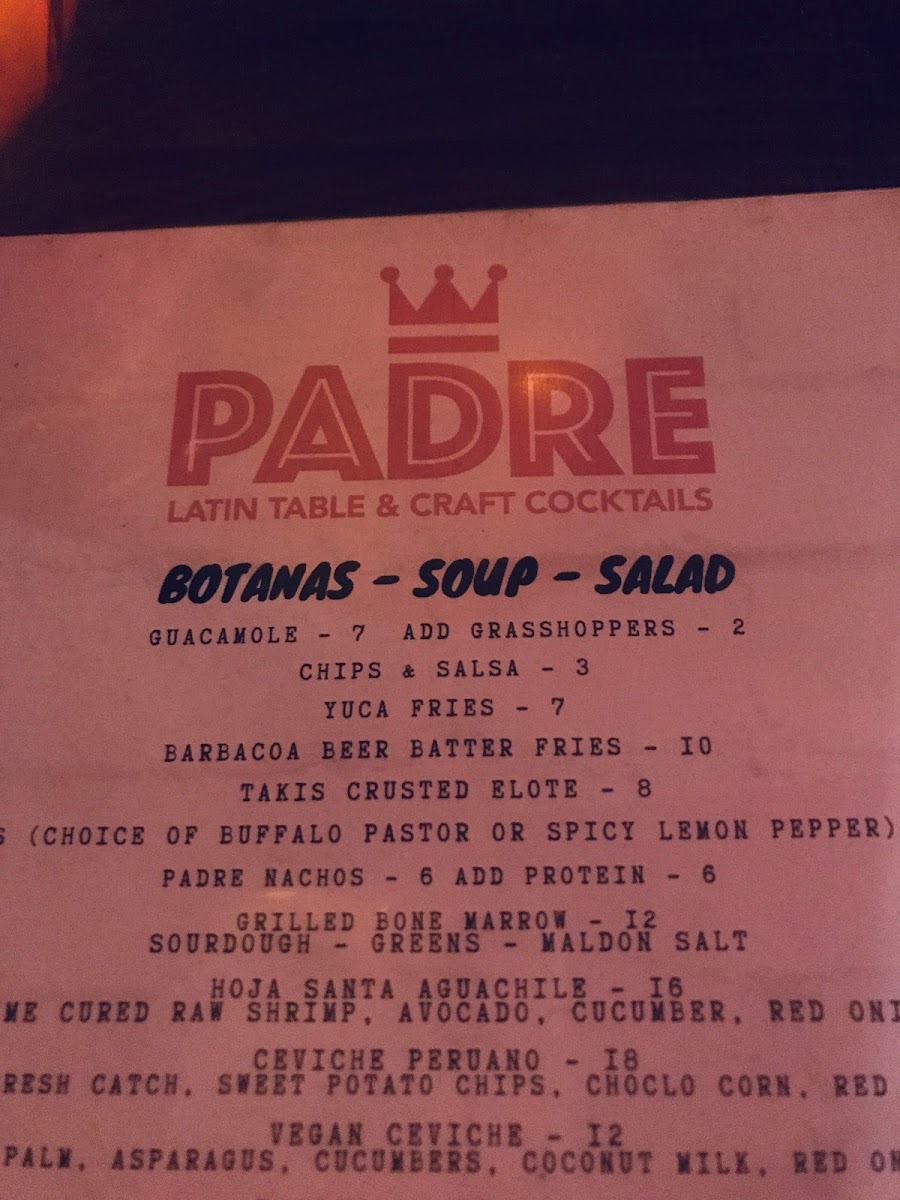 PADRE
LATIN TABLE & CRAFT COCKTAILS
BOTANAS - SOUP - SALAD
GUACAMOLE - 7 ADD GRASSHOPPERS - 2
CHIPS & SALSA - 3
YUCA FRIES - 7
BARBACOA BEER BATTER FRIES - 10
TAKIS CRUSTED ELOTE - 8
(CHOICE OF BUFFALO PASTOR OR SPICY LEMON PEPPER)
PADRE NACHOS - 6 ADD PROTEIN - 6
GRILLED BONE MARROW - 12
SOURDOUGH - GREENS - MALDON SALT
HOJA SANTA AGUACHILE - 16
CURED RAW SHRIMP, AVOCADO, CUCUMBER, RED
CEVICHE PERUANO - 18
CATCH, SWEET POTATO CHIPS, CHOCLO CORN, RED
VEGAN CEVICHE - 12
PALM, ASPARAGUS, CUCUMBERS, COCONUT MILK, RED